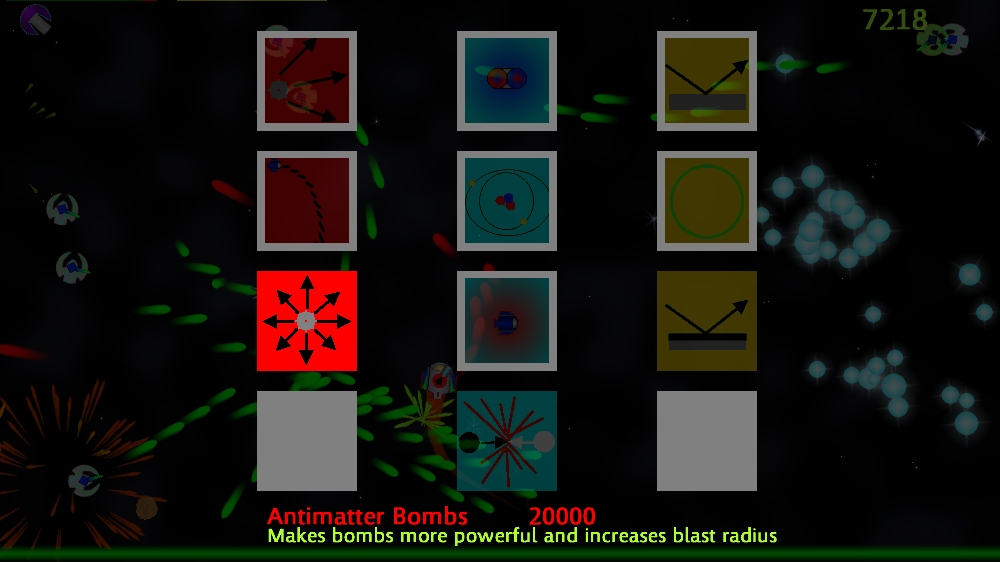 7218
Antimatter Bombs 20000
Makes bombs more powerful and increases blast radius